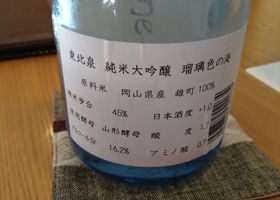 東北泉 純米大吟醸 瑠璃色の海
原料米 岡山県産 雄町 100%
精米歩合 45% 日本酒度 +1.0
使用酵母 山形酵母 酸度
アルコール分 16.2% アミノ酸